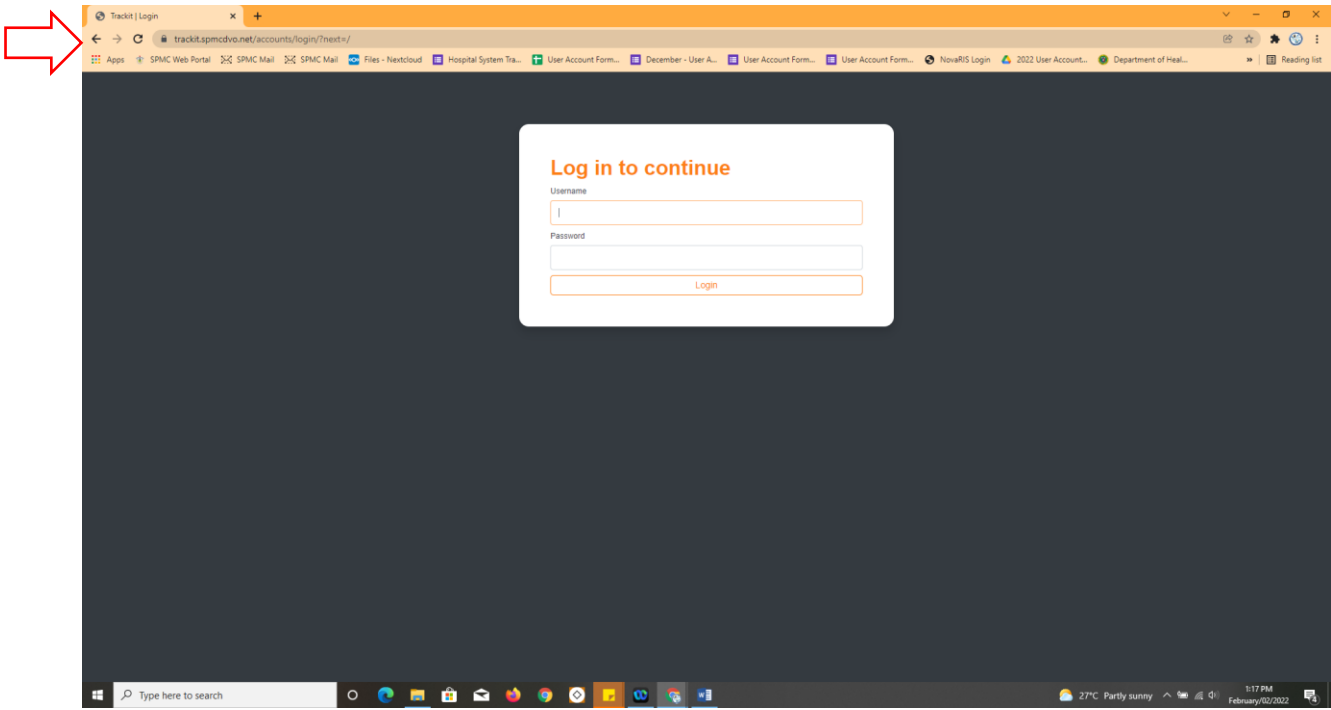 Trackit | Login
trackit.spmcdvo.net/accounts/login/?next=/
Apps SPMC Web Portal SPMC Mail SPMC Mail Files - Nextcloud Hospital System Tra... User Account Form... December - User A... User Account Form... User Account Form... NovaRIS Login 2022 User Account... Department of Heal... » Reading list
Log in to continue
Username
Password
Login
Type here to search
27°C Partly sunny
1:17 PM
February/02/2022
4